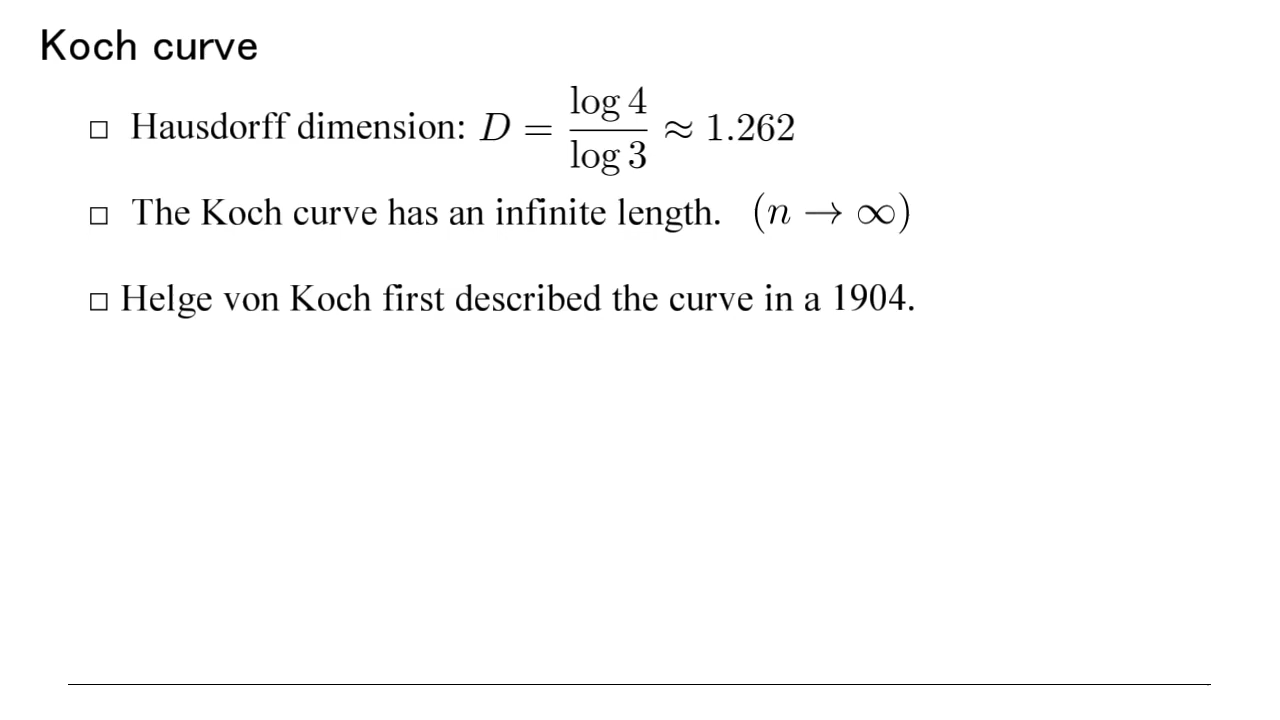 Koch curve
□ Hausdorff dimension: D = log 4 / log 3 ≈ 1.262
□ The Koch curve has an infinite length. (n → ∞)
□ Helge von Koch first described the curve in a 1904.